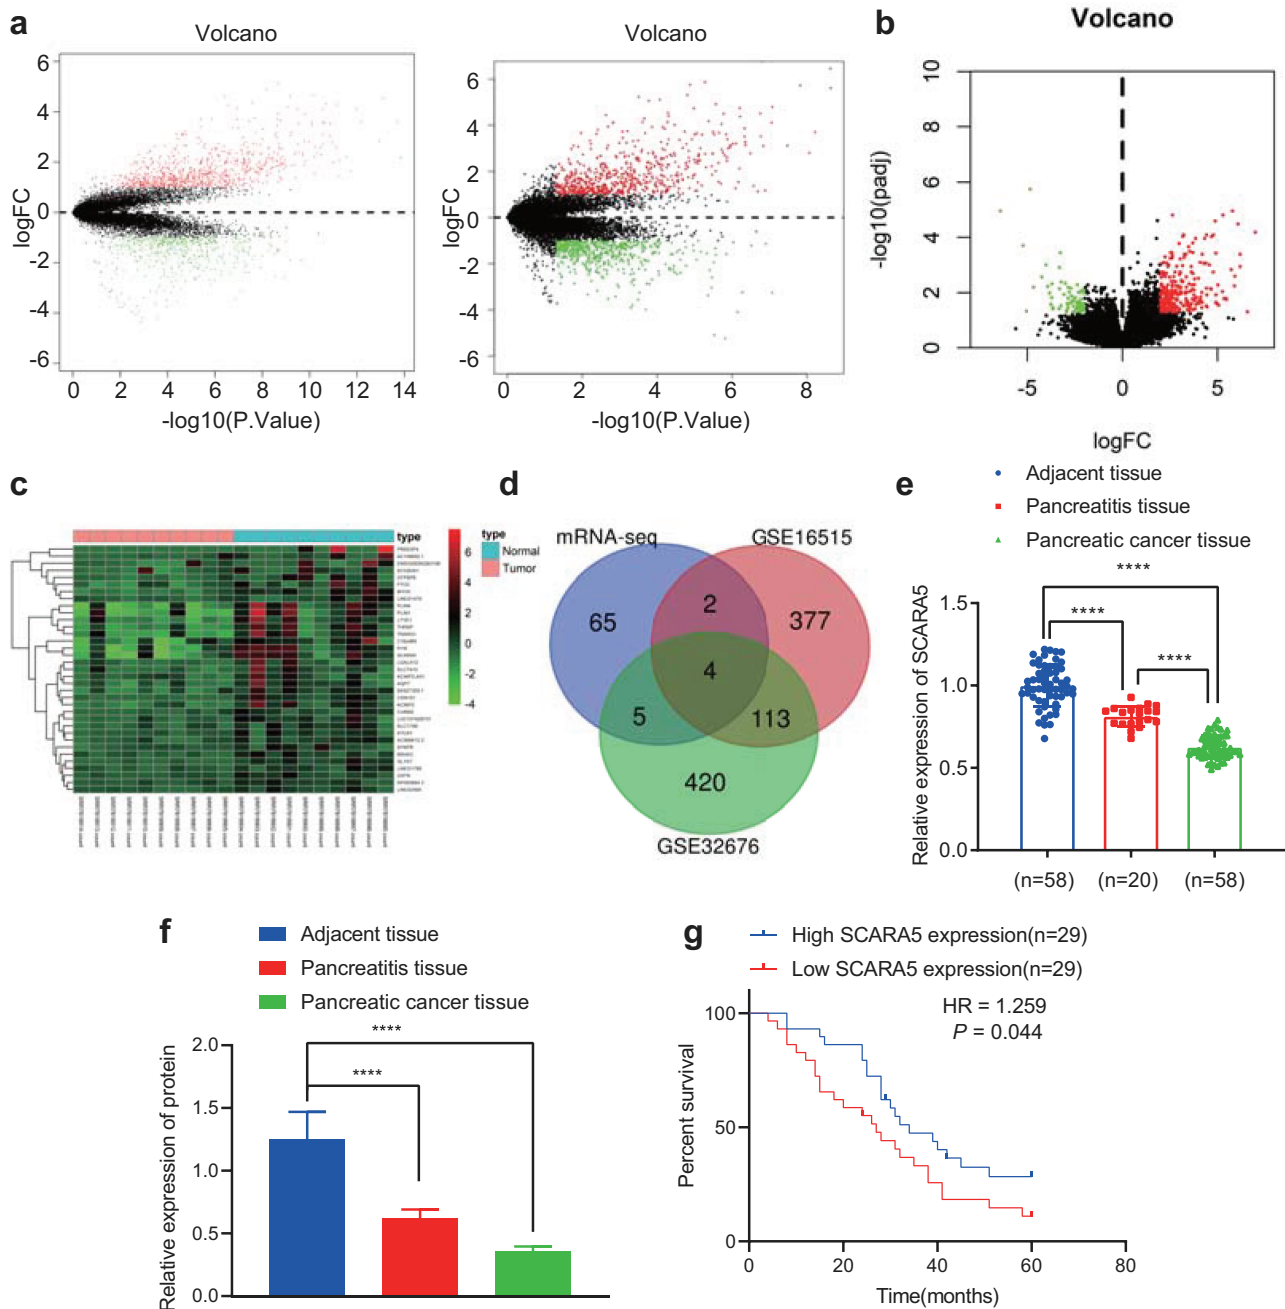 a
Volcano
6
4
2
0
-2
-4
-6
logFC
0 2 4 6 8 10 12 14
-log10(P.Value)
Volcano
6
4
2
0
-2
-4
-6
logFC
0 2 4 6 8
-log10(P.Value)
b
Volcano
10
8
6
4
2
0
-log10(padj)
-5 0 5
logFC
c
type
6
4
2
0
-2
-4
type
Normal
Tumor
d
mRNA-seq
GSE16515
65
2
377
4
5
113
420
GSE32676
e
Adjacent tissue
Pancreatitis tissue
Pancreatic cancer tissue
****
****
****
1.5
1.0
0.5
0.0
Relative expression of SCARA5
(n=58) (n=20) (n=58)
f
Adjacent tissue
Pancreatitis tissue
Pancreatic cancer tissue
****
****
2.0
1.5
1.0
0.5
0.0
Relative expression of protein
g
High SCARA5 expression(n=29)
Low SCARA5 expression(n=29)
HR = 1.259
P = 0.044
100
50
0
Percent survival
0 20 40 60 80
Time(months)